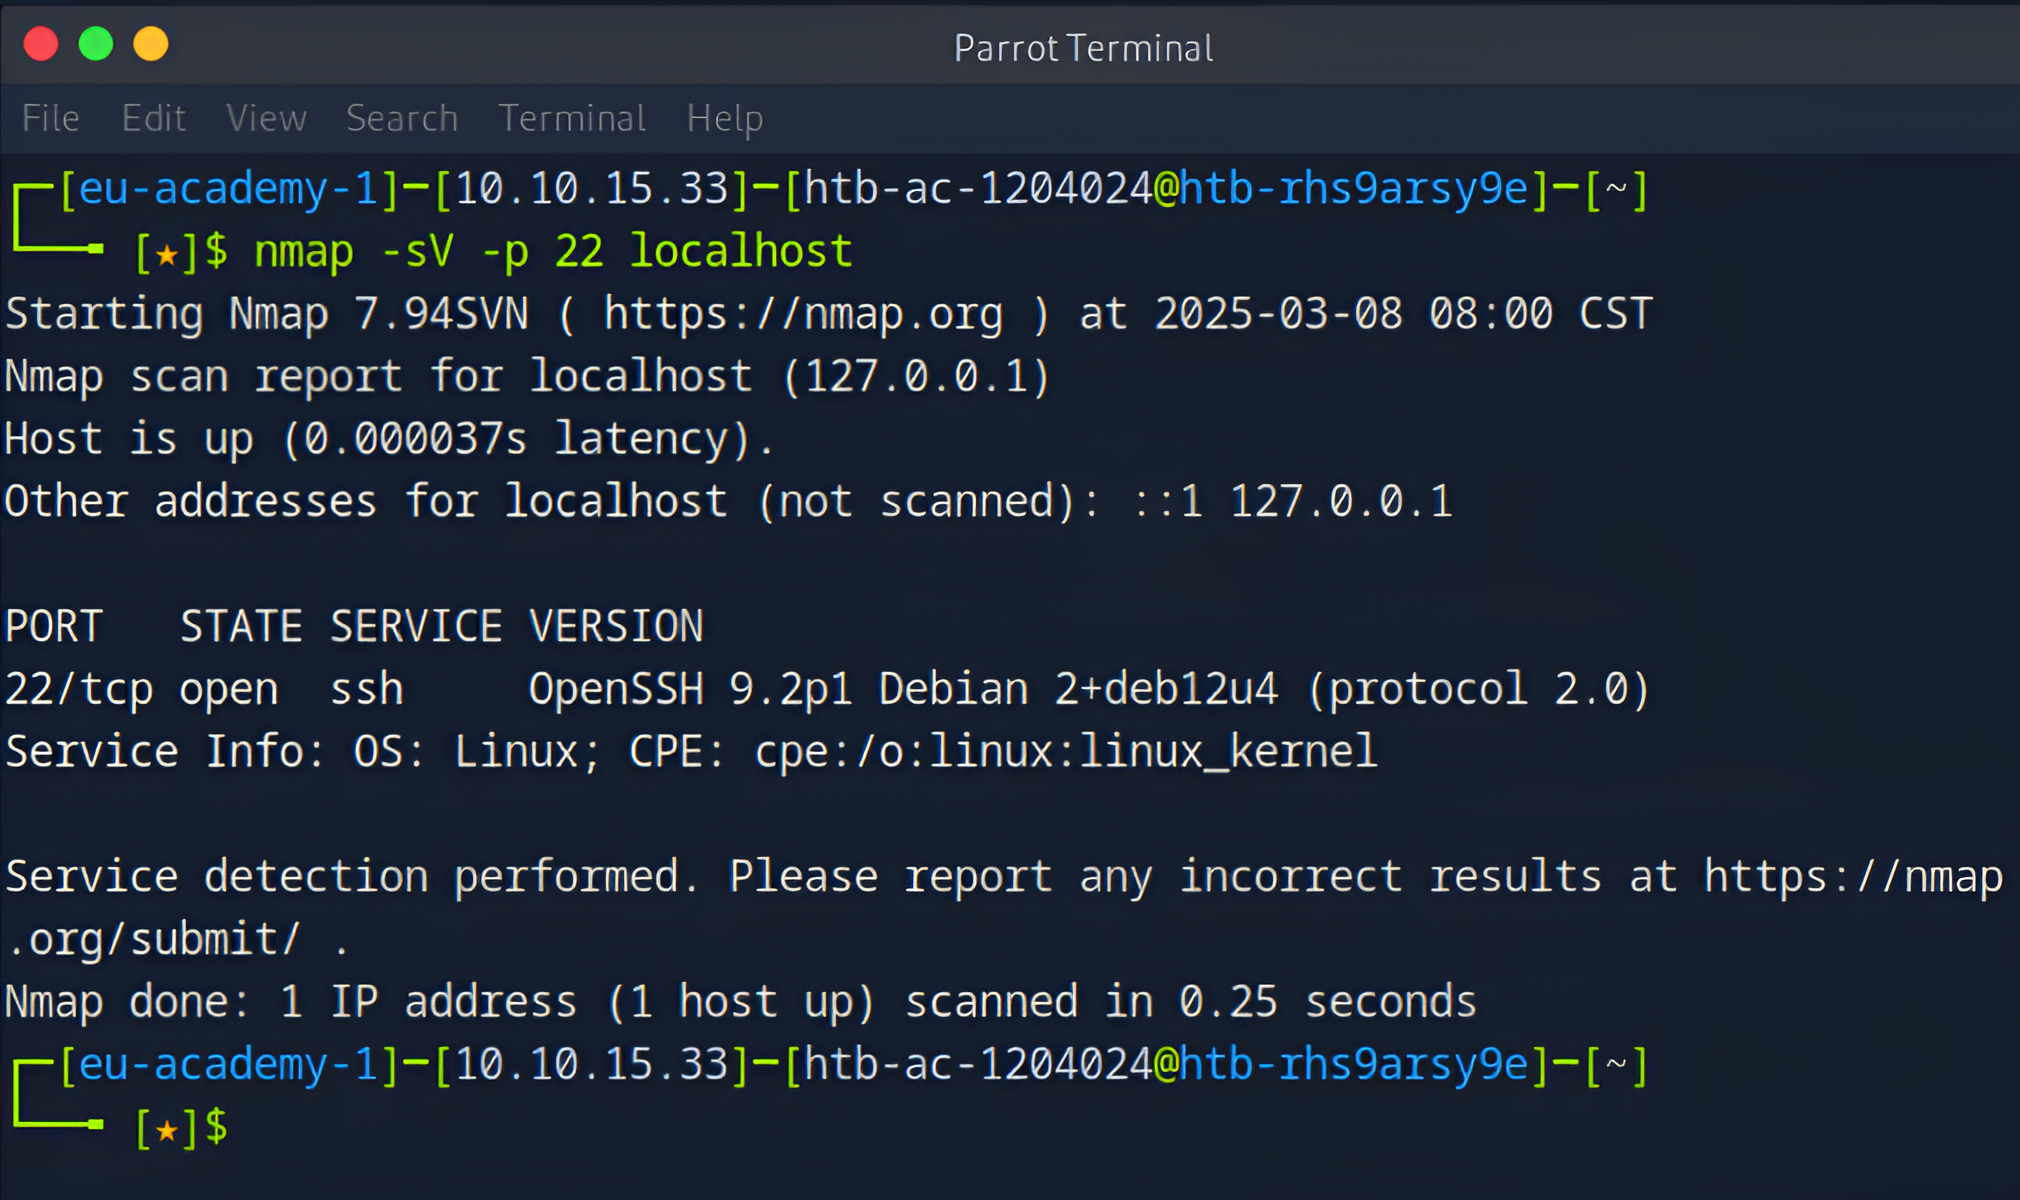 Parrot Terminal
File Edit View Search Terminal Help
[eu-academy-1]─[10.10.15.33]─[htb-ac-1204024@htb-rhs9arsy9e]─[~]
[★]$ nmap -sV -p 22 localhost
Starting Nmap 7.94SVN ( https://nmap.org ) at 2025-03-08 08:00 CST
Nmap scan report for localhost (127.0.0.1)
Host is up (0.000037s latency).
Other addresses for localhost (not scanned): ::1 127.0.0.1
PORT   STATE SERVICE VERSION
22/tcp open  ssh     OpenSSH 9.2p1 Debian 2+deb12u4 (protocol 2.0)
Service Info: OS: Linux; CPE: cpe:/o:linux:linux_kernel
Service detection performed. Please report any incorrect results at https://nmap
.org/submit/ .
Nmap done: 1 IP address (1 host up) scanned in 0.25 seconds
[eu-academy-1]─[10.10.15.33]─[htb-ac-1204024@htb-rhs9arsy9e]─[~]
[★]$